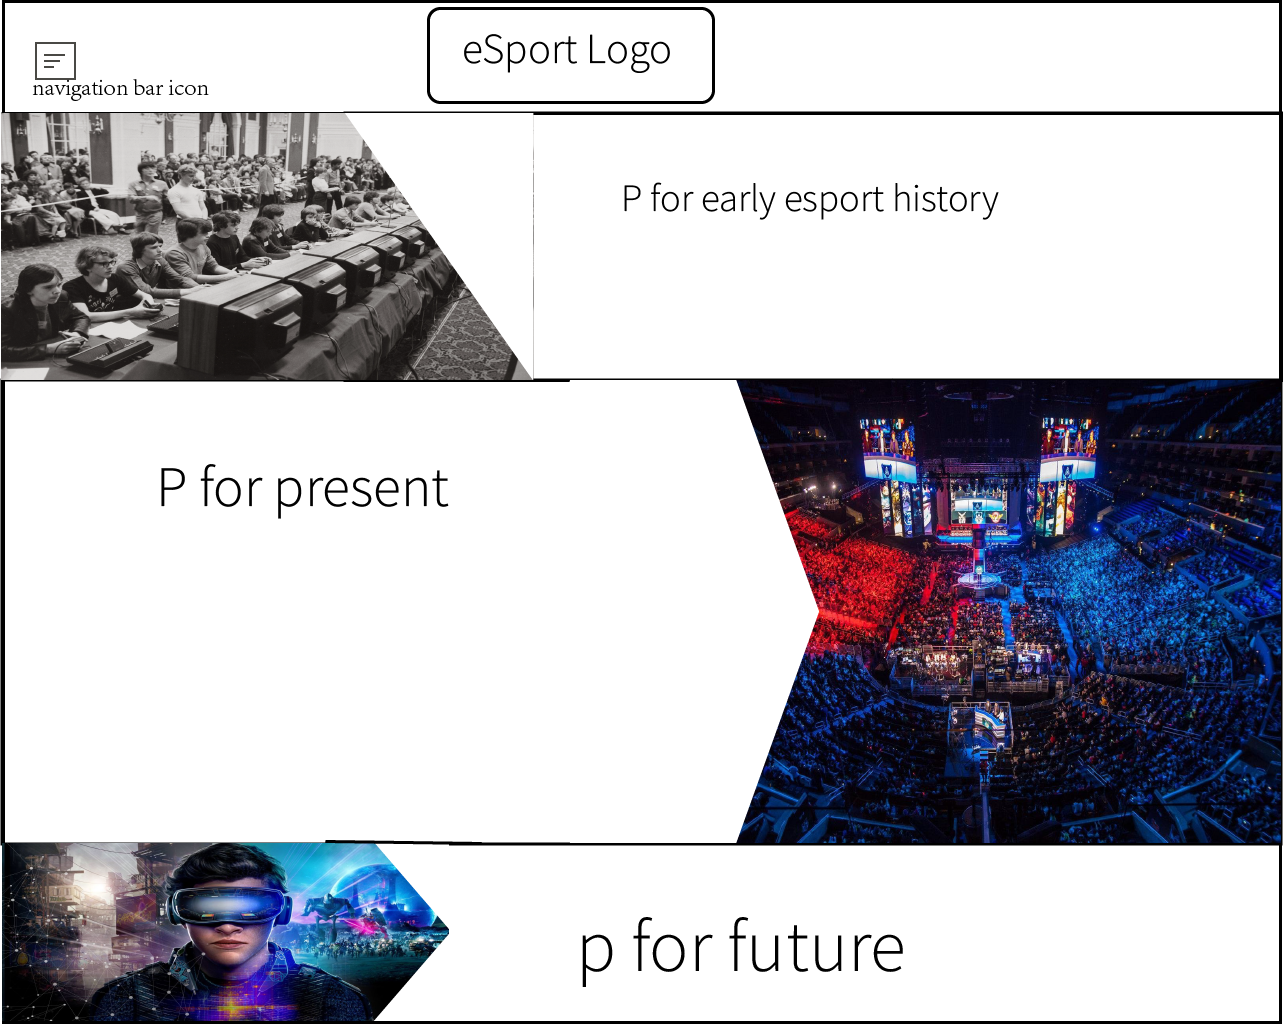 eSport Logo
navigation bar icon
P for early esport history
P for present
p for future